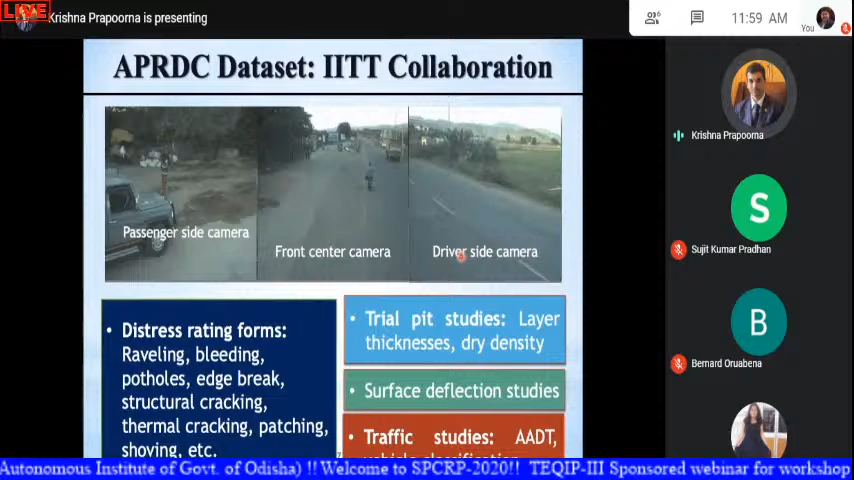 LIVE
Krishna Prapoorna is presenting
6
11:59 AM
You
APRDC Dataset: IITT Collaboration
Passenger side camera
Front center camera
Driver side camera
• Distress rating forms:
Raveling, bleeding,
potholes, edge break,
structural cracking,
thermal cracking, patching,
shoving, etc.
• Trial pit studies: Layer
thicknesses, dry density
• Surface deflection studies
• Traffic studies: AADT,
vehicle classification
Krishna Prapoorna
S
Sujit Kumar Pradhan
B
Bernard Oruabena
Autonomous Institute of Govt. of Odisha) !! Welcome to SPCRP-2020!! TEQIP-III Sponsored webinar for workshop